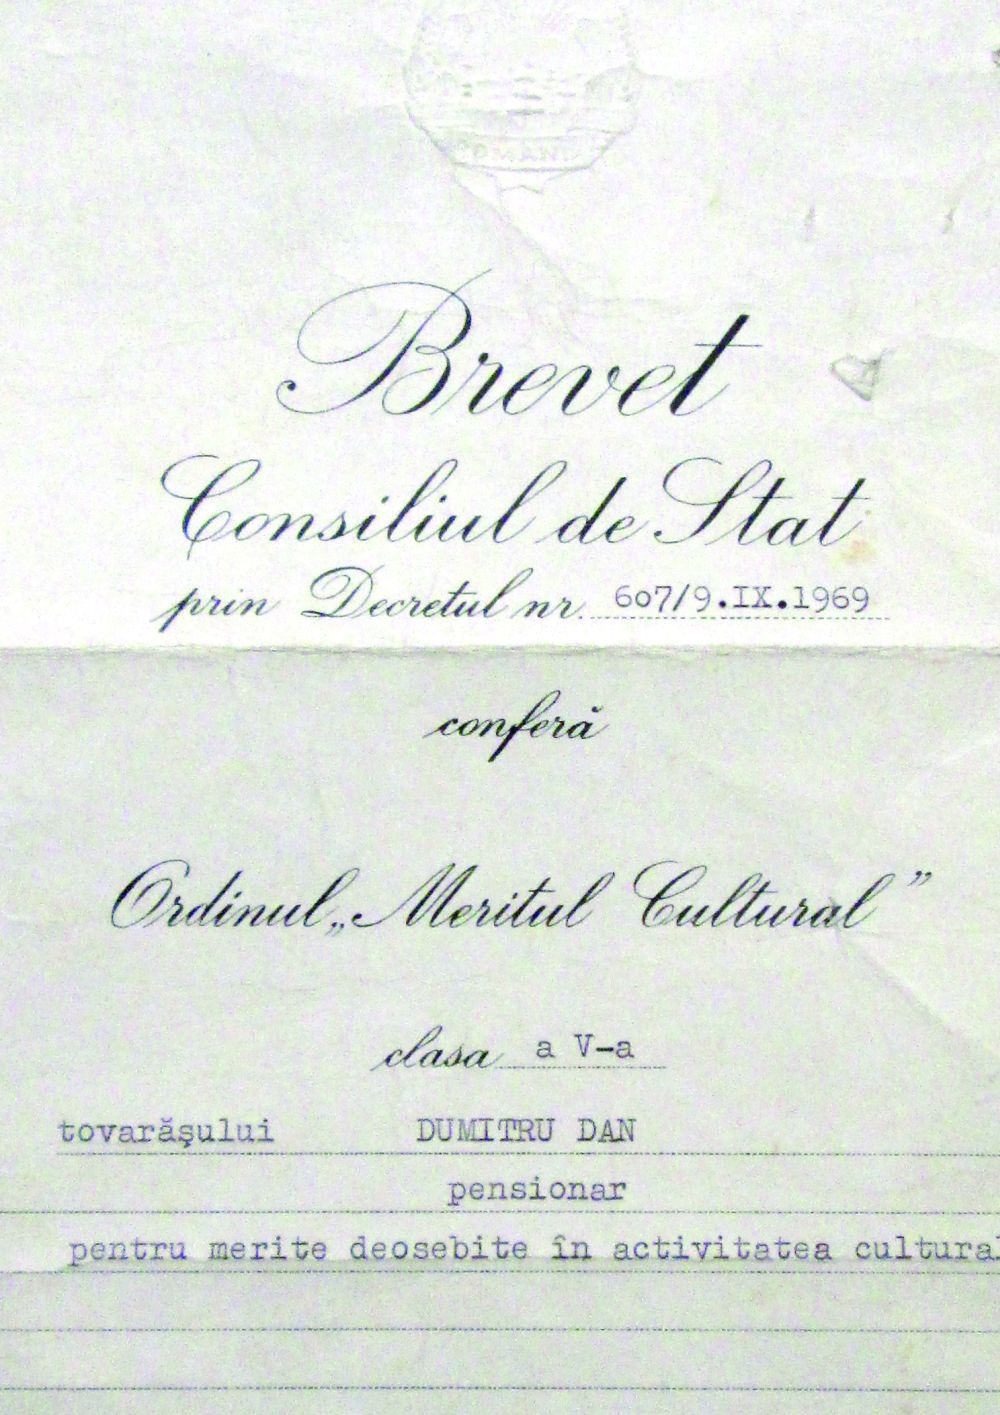 Brevet
Consiliul de Stat
prin Decretul nr. 607/9.IX.1969
conferă
Ordinul „Meritul Cultural”
clasa a V-a
tovarăşului DUMITRU DAN
pensionar
pentru merite deosebite în activitatea cultural